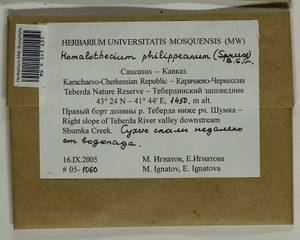 HERBARIUM UNIVERSITATIS MOSQUENSIS (MW)
Homalothecium philippeanum (Spruce)
B.S.G.
Caucasus – Кавказ
Karachaevo-Cherkessian Republic – Карачаево-Черкессия
Teberda Nature Reserve – Тебердинский заповедник
43° 24 N – 41° 44 E, 1450, m alt.
Правый борт долины р. Теберда ниже рч. Шумка –
Right slope of Teberda River valley downstream
Shumka Creek. Сухие скалы недалеко
от водопада.
16.IX.2005 М. Игнатов, Е.Игнатова
# 05-1060 M. Ignatov, E. Ignatova